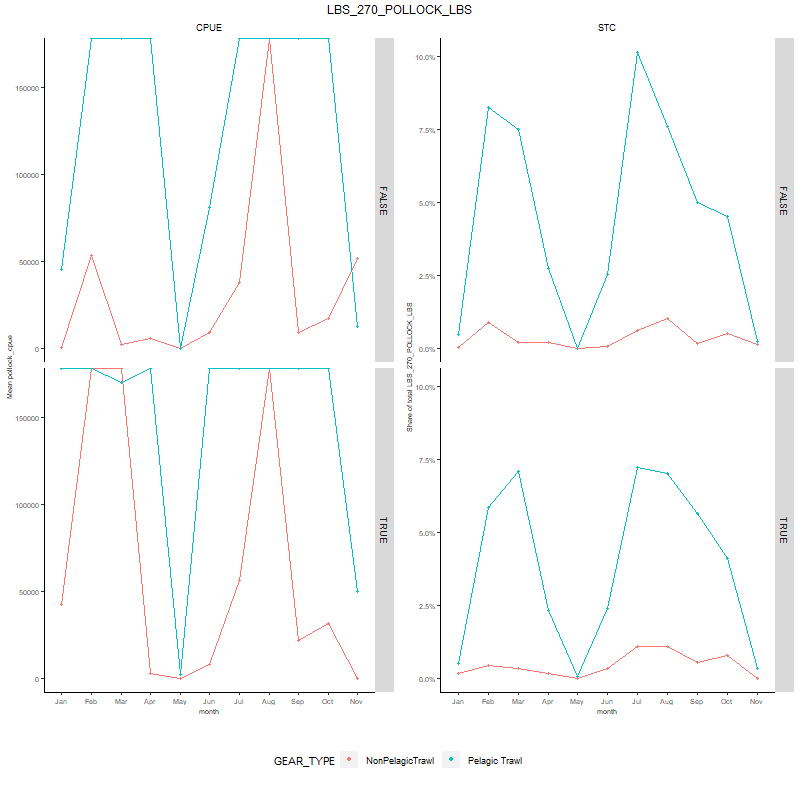 LBS_270_POLLOCK_LBS
CPUE
STC
150000
100000
50000
0
FALSE
10.0%
7.5%
5.0%
2.5%
0.0%
FALSE
Mean pollock_cpue
Share of total LBS_270_POLLOCK_LBS
150000
100000
50000
0
TRUE
10.0%
7.5%
5.0%
2.5%
0.0%
TRUE
Jan Feb Mar Apr May Jun Jul Aug Sep Oct Nov
month
Jan Feb Mar Apr May Jun Jul Aug Sep Oct Nov
month
GEAR_TYPE NonPelagicTrawl Pelagic Trawl